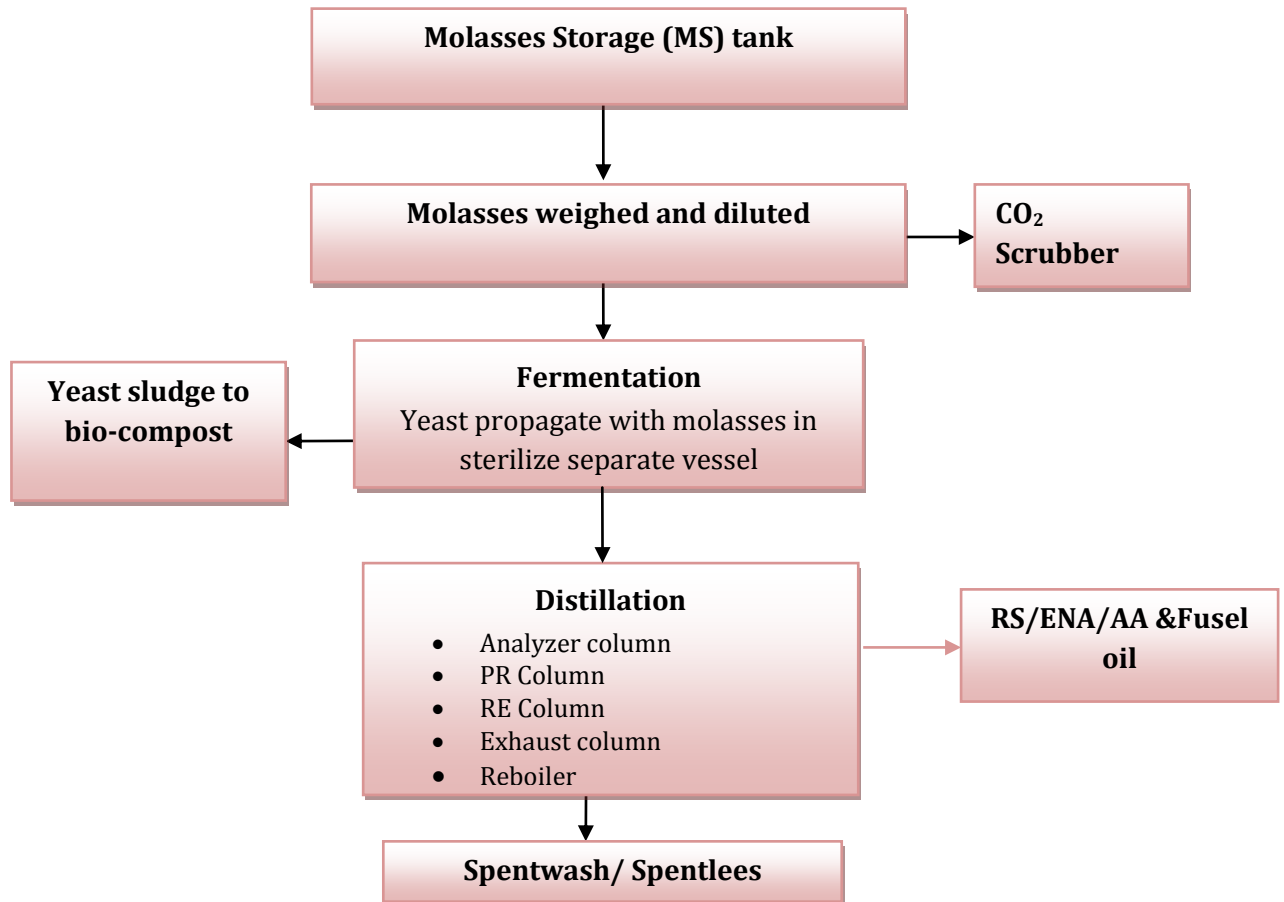 Molasses Storage (MS) tank
Molasses weighed and diluted
CO₂
Scrubber
Fermentation
Yeast propagate with molasses in
sterilize separate vessel
Yeast sludge to
bio-compost
Distillation
• Analyzer column
• PR Column
• RE Column
• Exhaust column
• Reboiler
RS/ENA/AA &Fusel
oil
Spentwash/ Spentlees